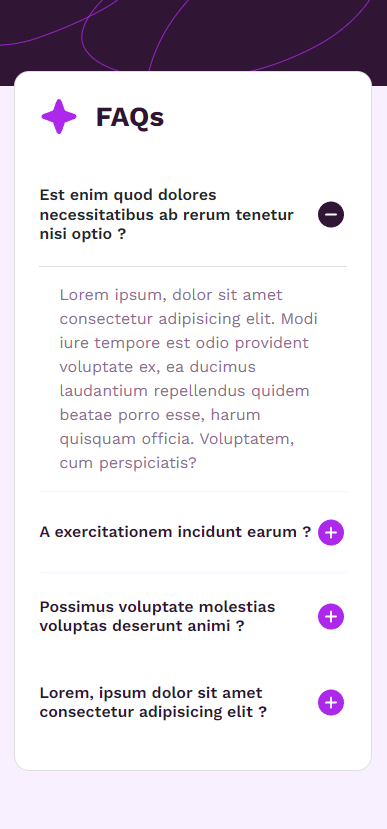 FAQs
Est enim quod dolores
necessitatibus ab rerum tenetur
nisi optio ?
Lorem ipsum, dolor sit amet
consectetur adipisicing elit. Modi
iure tempore est odio provident
voluptate ex, ea ducimus
laudantium repellendus quidem
beatae porro esse, harum
quisquam officia. Voluptatem,
cum perspiciatis?
A exercitationem incidunt earum ?
Possimus voluptate molestias
voluptas deserunt animi ?
Lorem, ipsum dolor sit amet
consectetur adipisicing elit ?